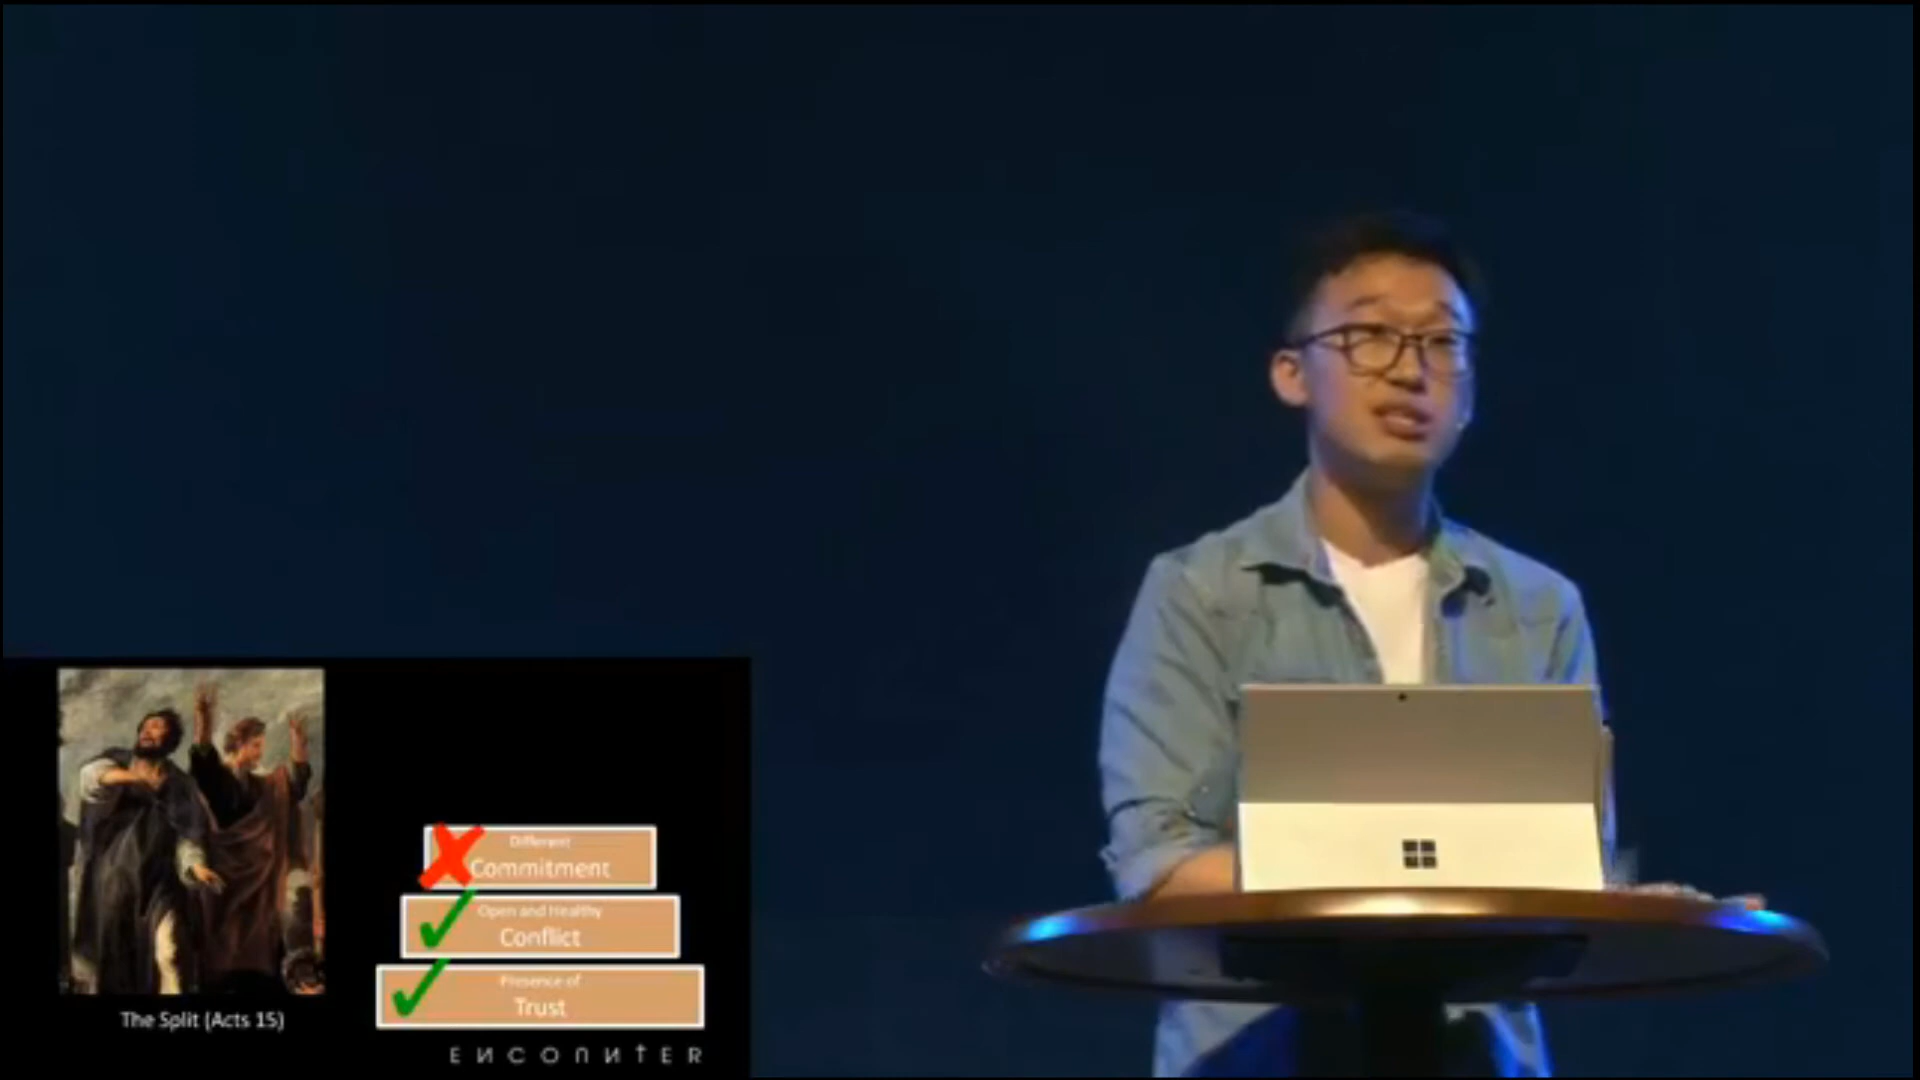 Different
Commitment
Open and Healthy
Conflict
Presence of
Trust
The Split (Acts 15)
ENCOUNTER